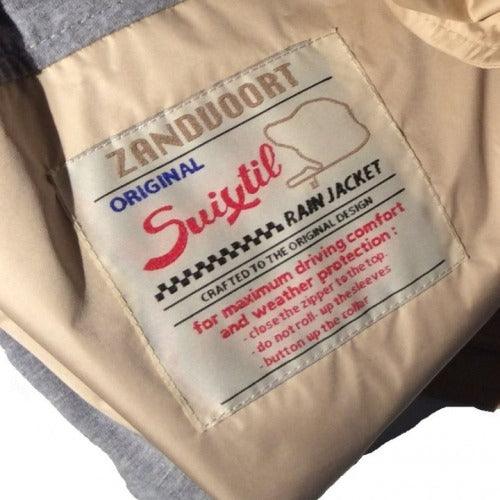 ZANDVOORT
ORIGINAL
Suixtil
RAIN JACKET
CRAFTED TO THE ORIGINAL DESIGN
for maximum driving comfort
and weather protection :
- close the zipper to the top.
- do not roll-up the sleeves
- button up the collar